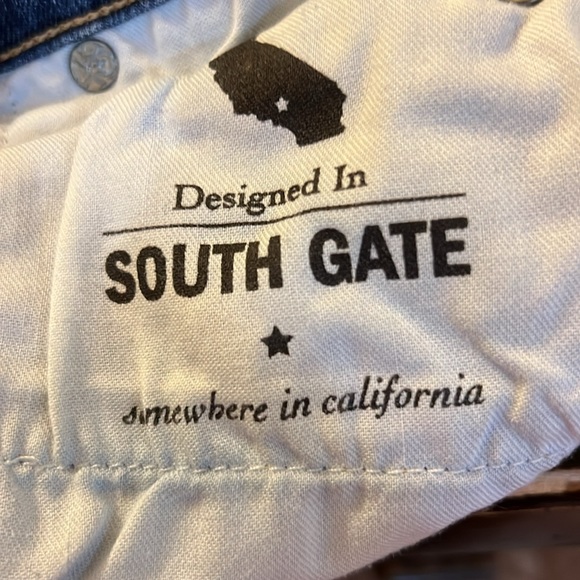 Designed In
SOUTH GATE
somewhere in california